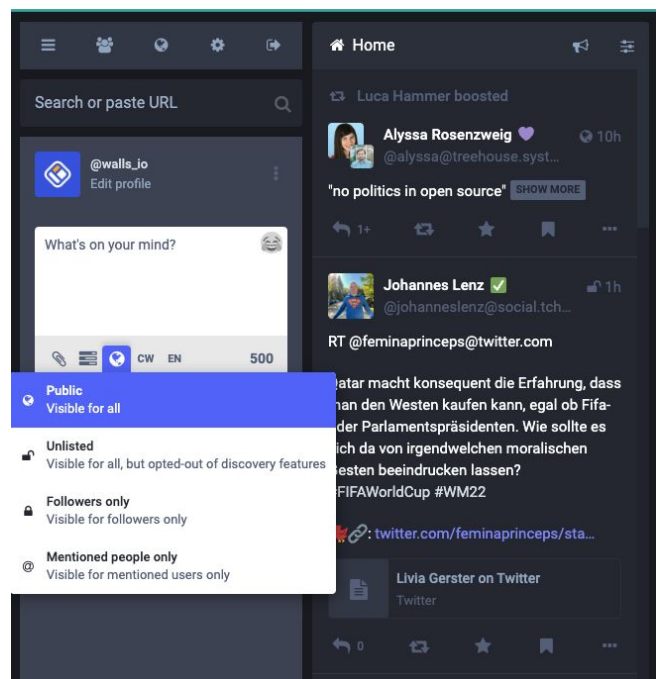 Search or paste URL
@walls_io
Edit profile
What's on your mind?
CW EN 500
Public
Visible for all
Unlisted
Visible for all, but opted-out of discovery features
Followers only
Visible for followers only
@ Mentioned people only
Visible for mentioned users only
Home
Luca Hammer boosted
Alyssa Rosenzweig 💜 10h
@alyssa@treehouse.syst...
"no politics in open source" SHOW MORE
1+
Johannes Lenz ✅ 1h
@johanneslenz@social.tch...
RT @feminaprinceps@twitter.com
atar macht konsequent die Erfahrung, dass
an den Westen kaufen kann, egal ob Fifa-
der Parlamentspräsidenten. Wie sollte es
ich da von irgendwelchen moralischen
esten beeindrucken lassen?
FIFAWorldCup #WM22
: twitter.com/feminaprinceps/sta...
Livia Gerster on Twitter
Twitter
0